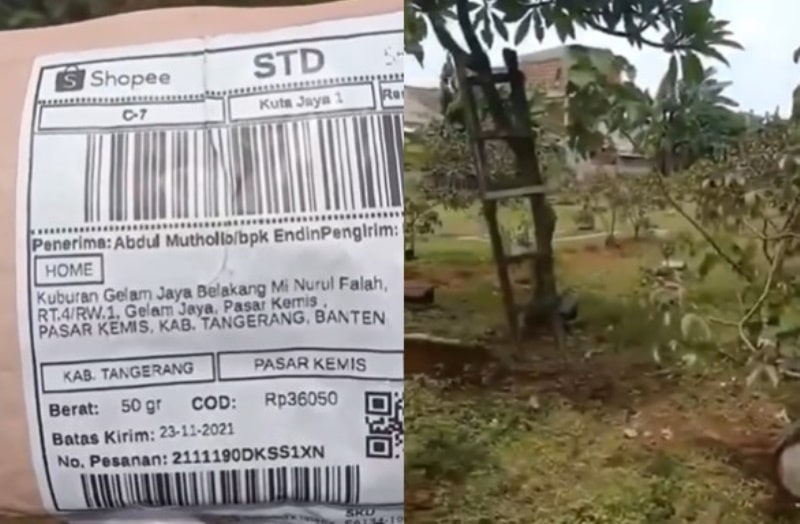 Shopee
STD
C-7
Kuta Jaya 1
Penerima: Abdul Mutholib/bpk EndinPengirim:
HOME
Kuburan Gelam Jaya Belakang Mi Nurul Falah,
RT.4/RW.1, Gelam Jaya, Pasar Kemis,
PASAR KEMIS, KAB. TANGERANG, BANTEN
KAB. TANGERANG
PASAR KEMIS
Berat: 50 gr COD: Rp36050
Batas Kirim: 23-11-2021
No. Pesanan: 2111190DKSS1XN
SKU